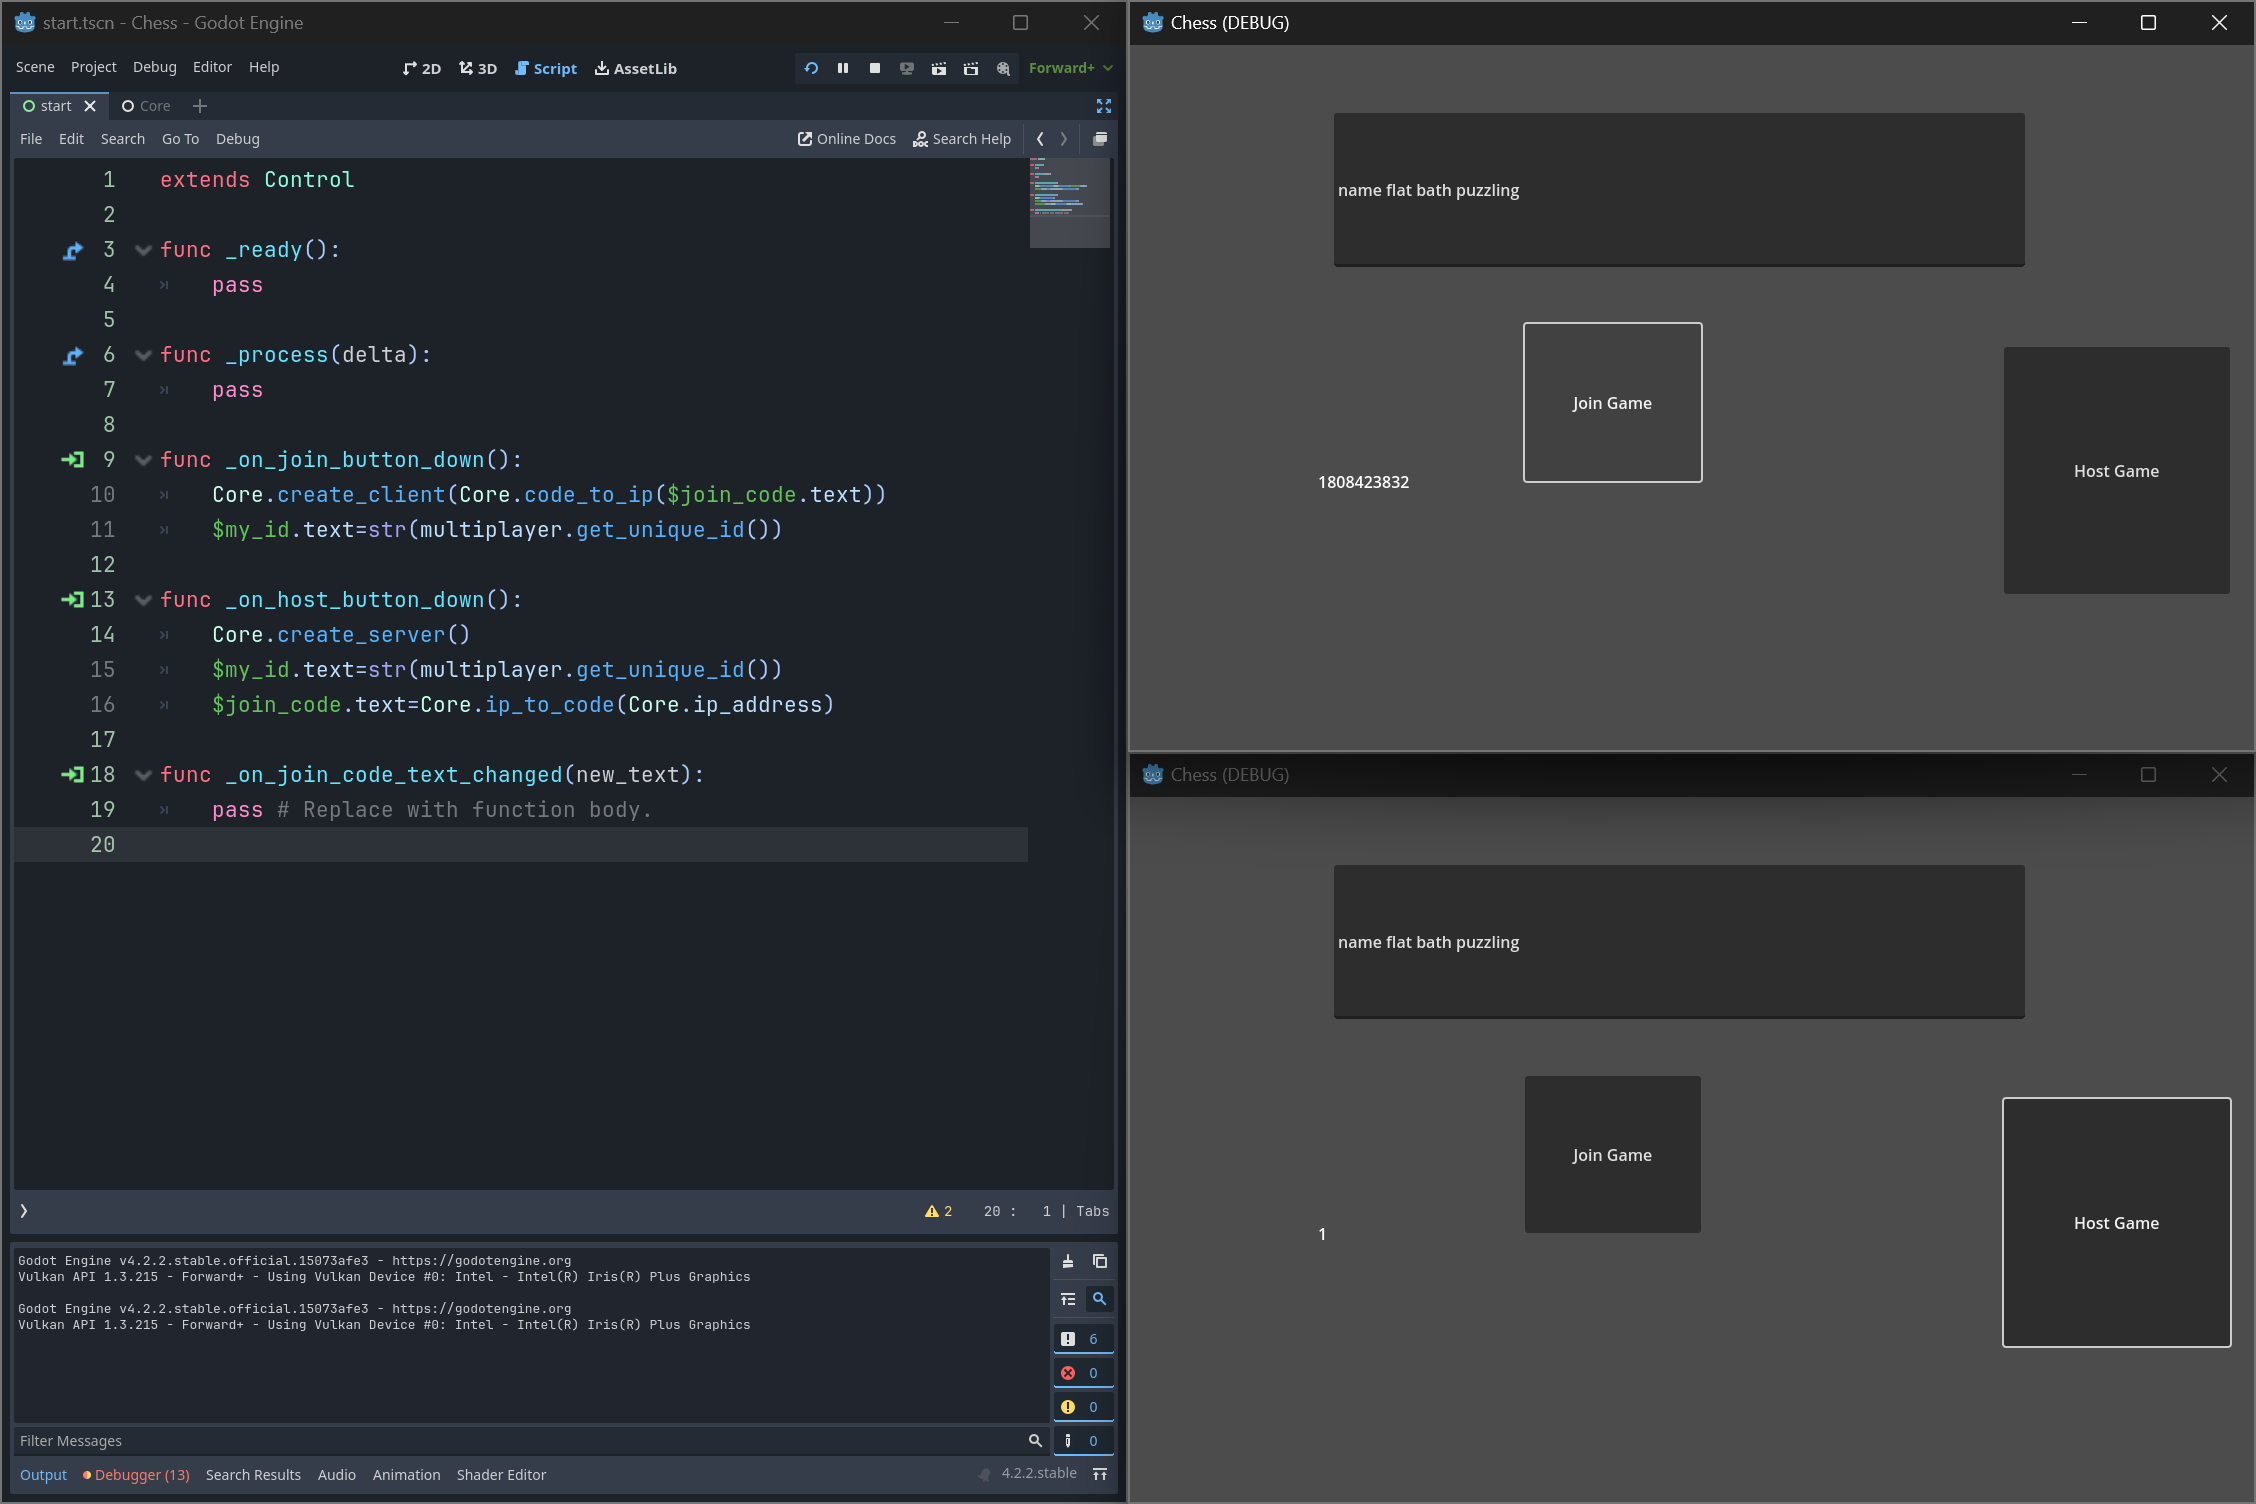 start.tscn - Chess - Godot Engine
Scene Project Debug Editor Help
2D 3D Script AssetLib
Forward+
start Core
File Edit Search Go To Debug
Online Docs Search Help
1 extends Control
2
3 func _ready():
4 pass
5
6 func _process(delta):
7 pass
8
9 func _on_join_button_down():
10 Core.create_client(Core.code_to_ip($join_code.text))
11 $my_id.text=str(multiplayer.get_unique_id())
12
13 func _on_host_button_down():
14 Core.create_server()
15 $my_id.text=str(multiplayer.get_unique_id())
16 $join_code.text=Core.ip_to_code(Core.ip_address)
17
18 func _on_join_code_text_changed(new_text):
19 pass # Replace with function body.
20
2 20 : 1 | Tabs
Godot Engine v4.2.2.stable.official.15073afe3 - https://godotengine.org
Vulkan API 1.3.215 - Forward+ - Using Vulkan Device #0: Intel - Intel(R) Iris(R) Plus Graphics
Godot Engine v4.2.2.stable.official.15073afe3 - https://godotengine.org
Vulkan API 1.3.215 - Forward+ - Using Vulkan Device #0: Intel - Intel(R) Iris(R) Plus Graphics
6
0
0
0
Filter Messages
Output Debugger (13) Search Results Audio Animation Shader Editor
4.2.2.stable
Chess (DEBUG)
name flat bath puzzling
Join Game
Host Game
1808423832
Chess (DEBUG)
name flat bath puzzling
Join Game
Host Game
1